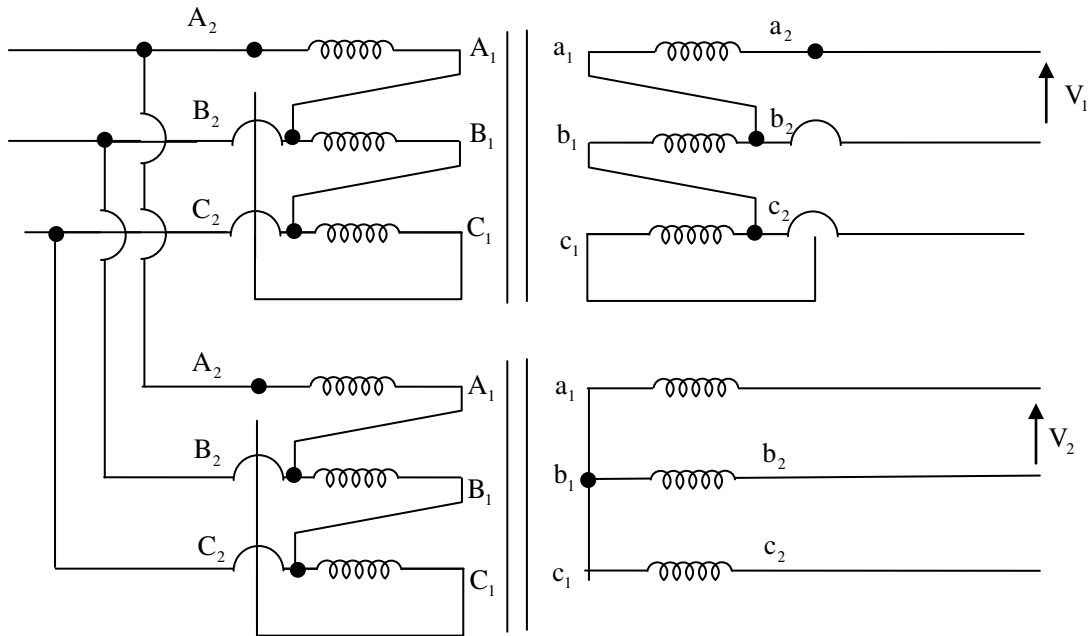 A₂ a₂
A₁ a₁
V₁
B₂ b₂
B₁ b₁
C₂ c₂
C₁ c₁
A₂
A₁ a₁
V₂
B₂ b₂
B₁ b₁
C₂ c₂
C₁ c₁